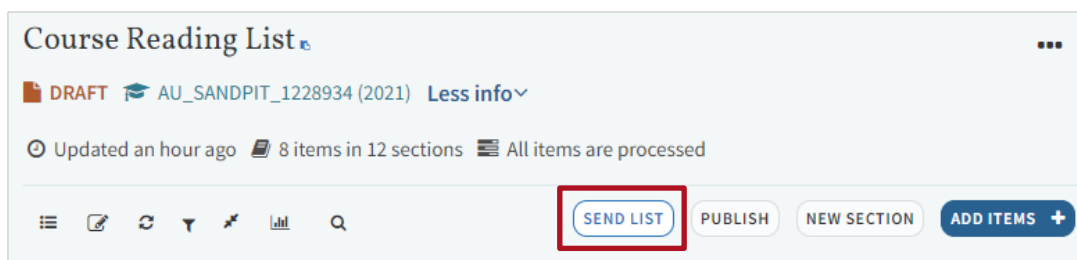 Course Reading List
DRAFT AU_SANDPIT_1228934 (2021) Less info
Updated an hour ago 8 items in 12 sections All items are processed
SEND LIST PUBLISH NEW SECTION ADD ITEMS +